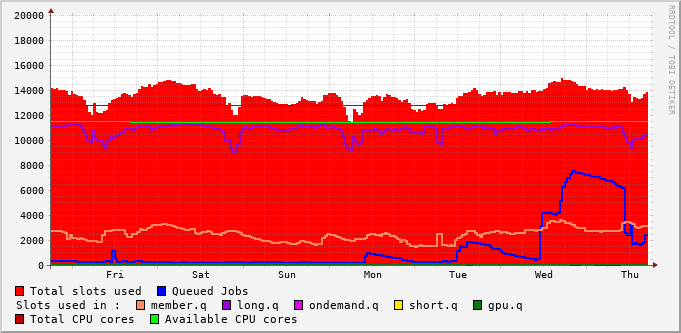 RRDTOOL / TOBI OETIKER
20000
18000
16000
14000
12000
10000
8000
6000
4000
2000
0
Fri Sat Sun Mon Tue Wed Thu
Total slots used Queued Jobs
Slots used in : member.q long.q ondemand.q short.q gpu.q
Total CPU cores Available CPU cores